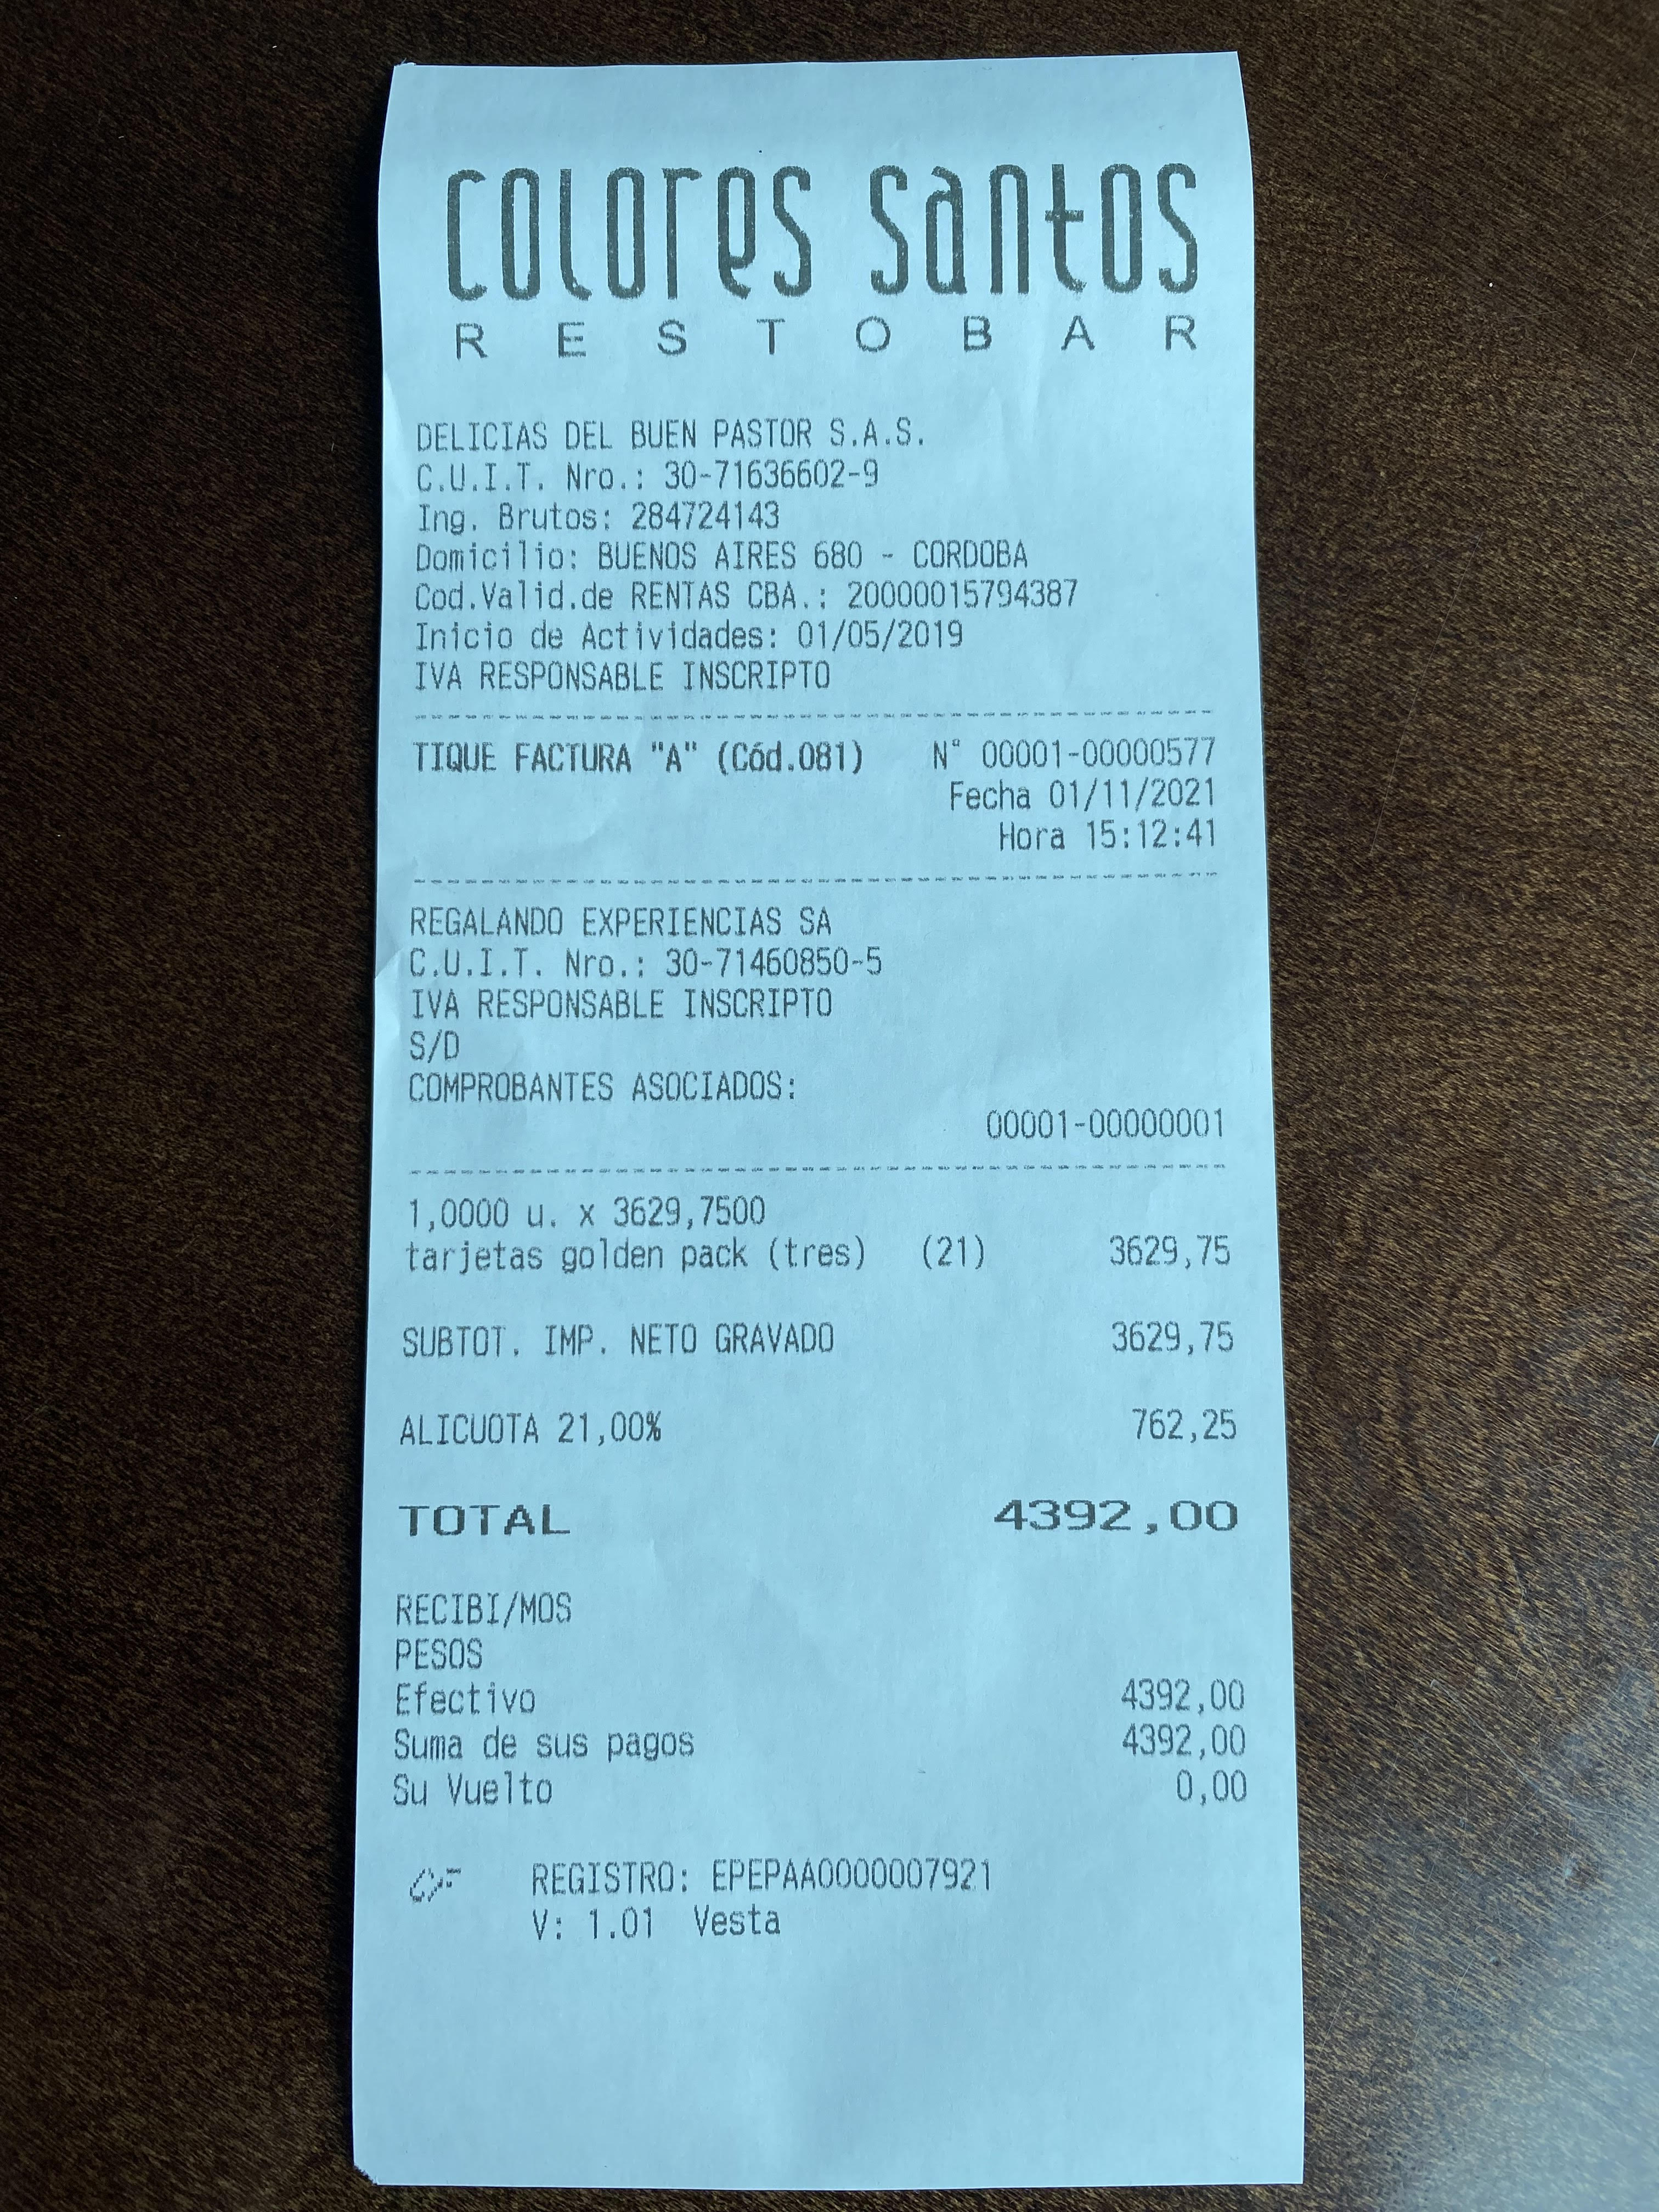 colores santos
RESTOBAR
DELICIAS DEL BUEN PASTOR S.A.S.
C.U.I.T. Nro.: 30-71636602-9
Ing. Brutos: 284724143
Domicilio: BUENOS AIRES 680 - CORDOBA
Cod.Valid.de RENTAS CBA.: 20000015794387
Inicio de Actividades: 01/05/2019
IVA RESPONSABLE INSCRIPTO
TIQUE FACTURA "A" (Cód.081) N° 00001-00000577
Fecha 01/11/2021
Hora 15:12:41
REGALANDO EXPERIENCIAS SA
C.U.I.T. Nro.: 30-71460850-5
IVA RESPONSABLE INSCRIPTO
S/D
COMPROBANTES ASOCIADOS:
00001-00000001
1,0000 u. x 3629,7500
tarjetas golden pack (tres) (21) 3629,75
SUBTOT. IMP. NETO GRAVADO 3629,75
ALICUOTA 21,00% 762,25
TOTAL 4392,00
RECIBI/MOS
PESOS
Efectivo 4392,00
Suma de sus pagos 4392,00
Su Vuelto 0,00
CF REGISTRO: EPEPAA0000007921
V: 1.01 Vesta